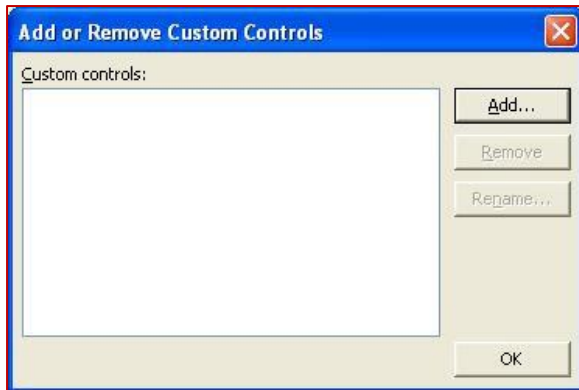 Add or Remove Custom Controls
Custom controls:
Add...
Remove
Rename...
OK